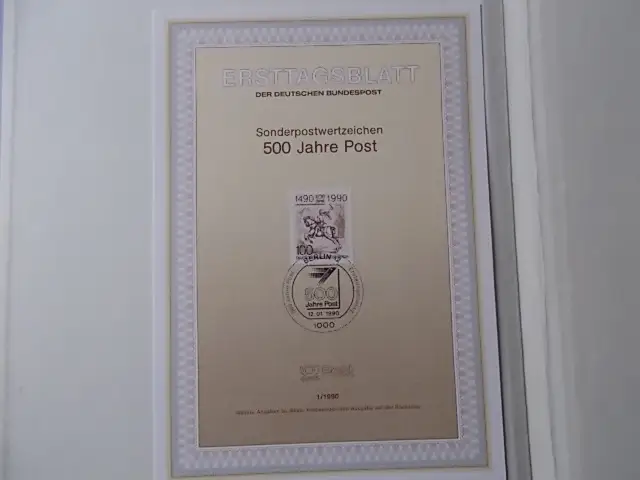 ERSTTAGSBLATT
DER DEUTSCHEN BUNDESPOST
Sonderpostwertzeichen
500 Jahre Post
1490 1990
100
BERLIN 12
500
Jahre Post
12.01.1990
1000
1/1990